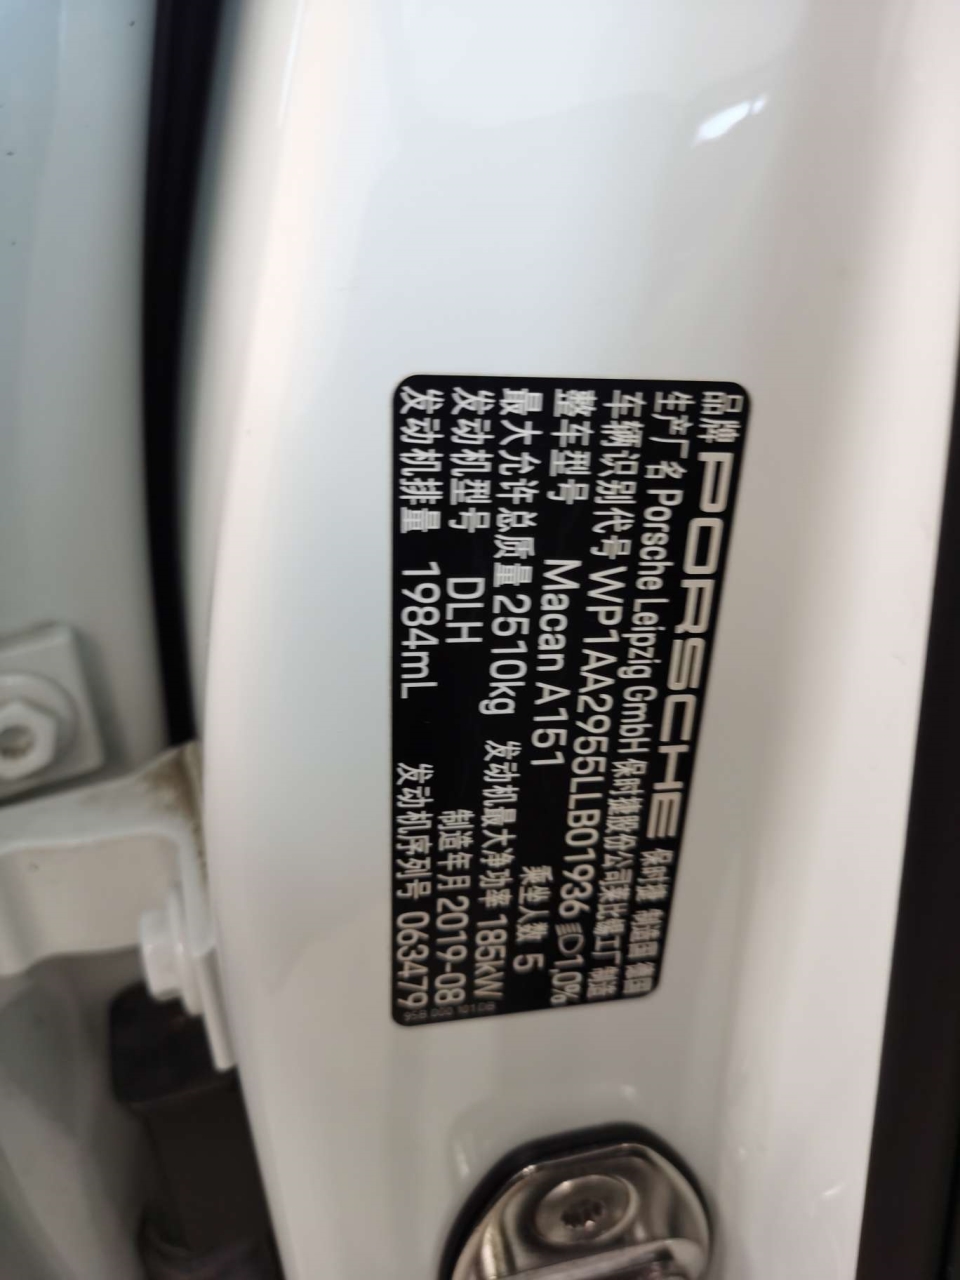 品牌 PORSCHE 保时捷 制造国 德国
生产厂名 Porsche Leipzig GmbH 保时捷股份公司莱比锡工厂 制造
车辆识别代号 WP1AA2955LLB01936 1,0%
整车型号 Macan A151 乘坐人数 5
最大允许总质量 2510kg 发动机最大净功率 185kW
发动机型号 DLH 制造年月 2019-08
发动机排量 1984mL 发动机序列号 063479